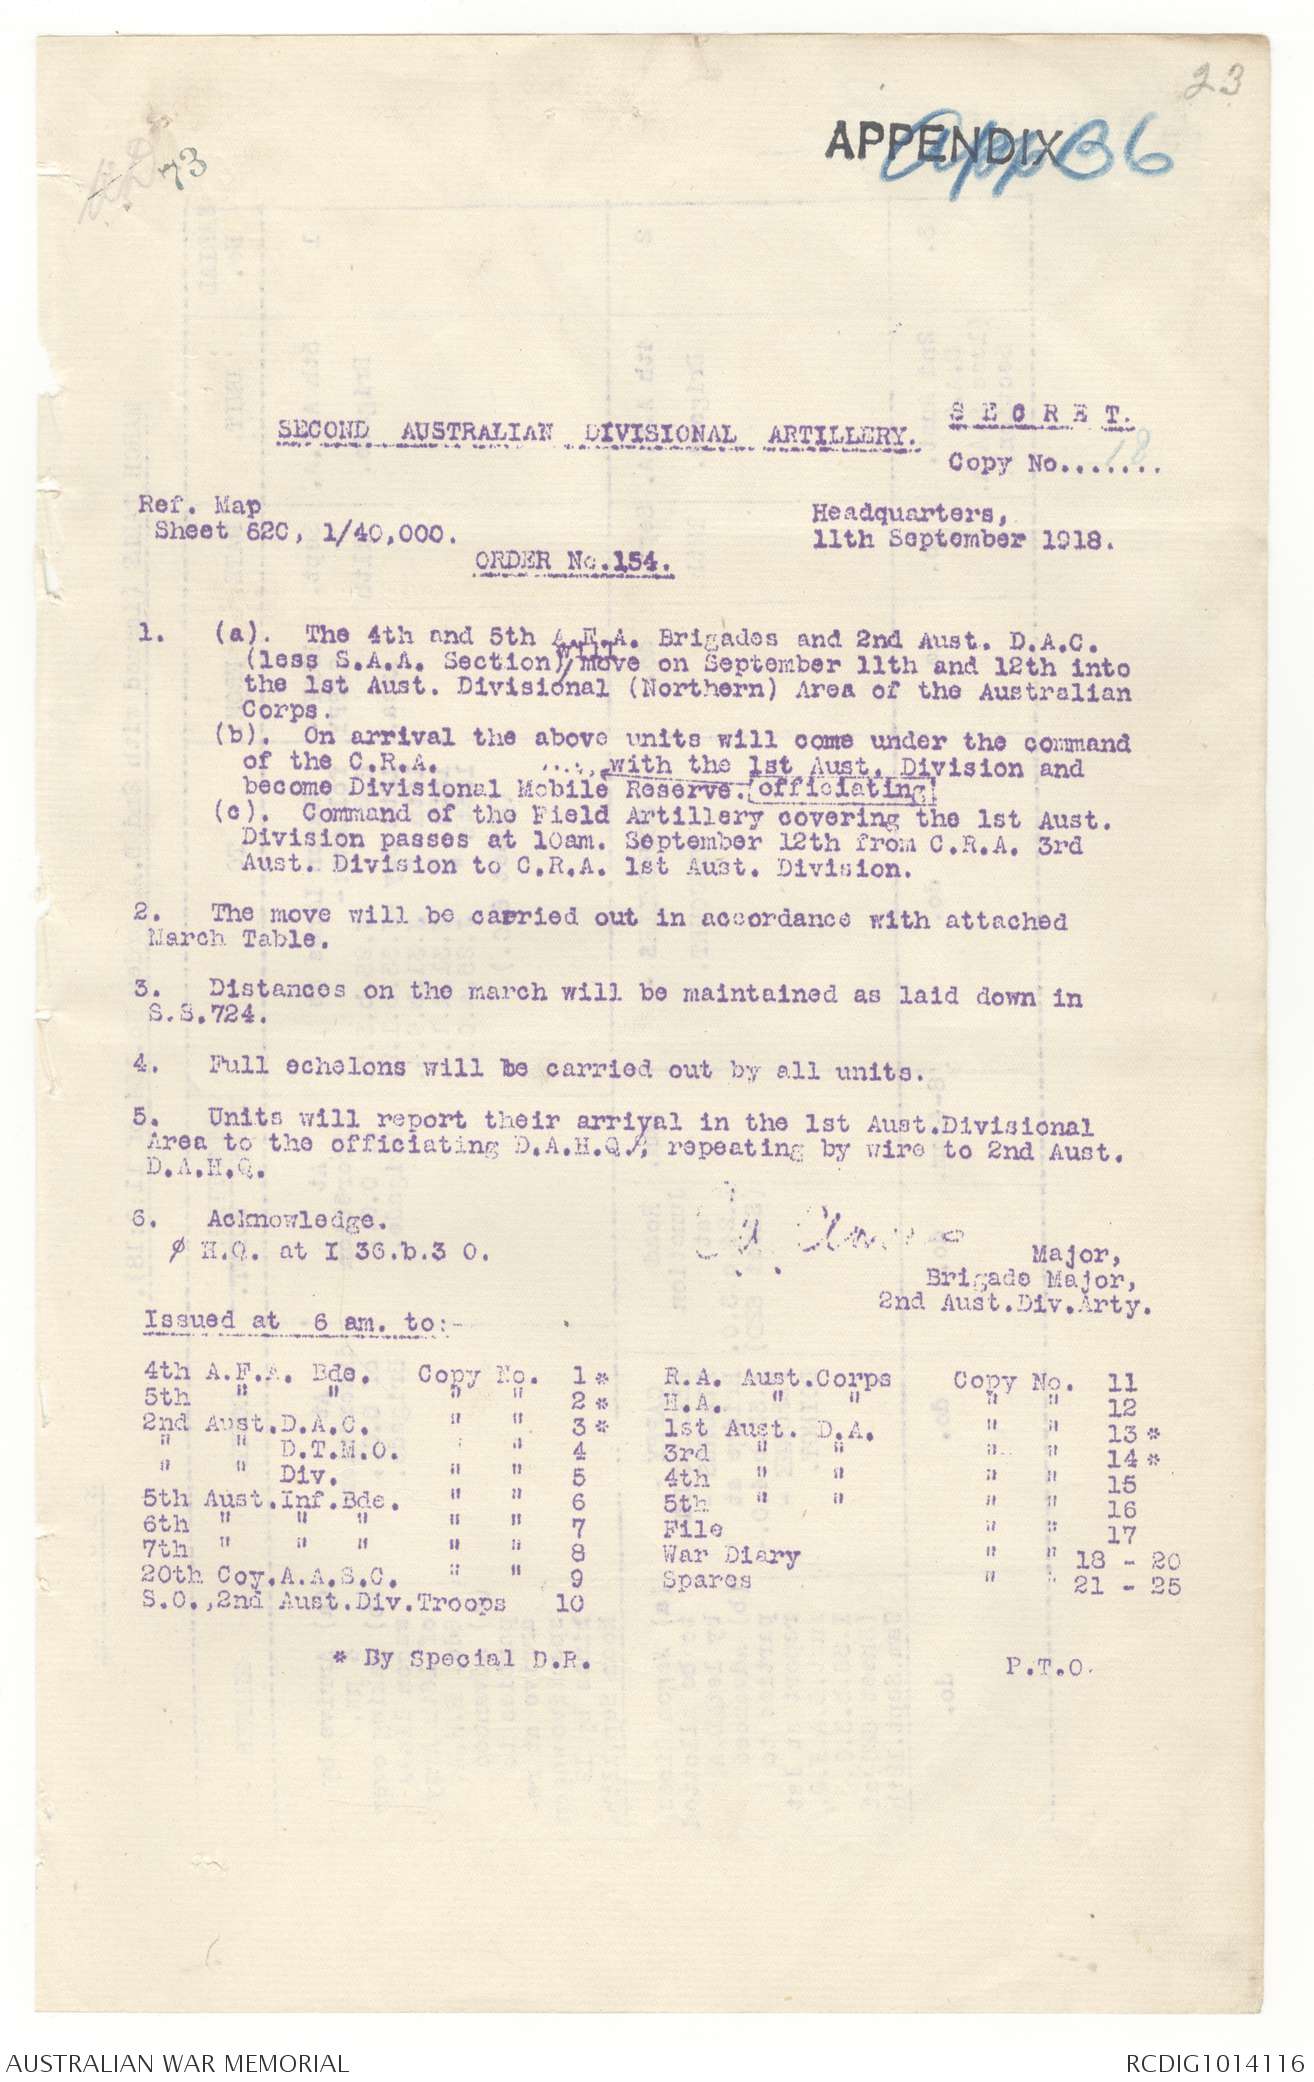 23
APPENDIX
App B6
73
SECRET.
SECOND AUSTRALIAN DIVISIONAL ARTILLERY.
Copy No....18...
Ref. Map
Sheet 62C, 1/40,000.
Headquarters,
11th September 1918.
ORDER No.154.
1. (a). The 4th and 5th A.F.A. Brigades and 2nd Aust. D.A.C.
will
(less S.A.A. Section)/move on September 11th and 12th into
the 1st Aust. Divisional (Northern) Area of the Australian
Corps.
(b). On arrival the above units will come under the command
of the C.R.A. ...., with the 1st Aust. Division and
become Divisional Mobile Reserve. officiating
(c). Command of the Field Artillery covering the 1st Aust.
Division passes at 10am. September 12th from C.R.A. 3rd
Aust. Division to C.R.A. 1st Aust. Division.
2. The move will be carried out in accordance with attached
March Table.
3. Distances on the march will be maintained as laid down in
S.S.724.
4. Full echelons will be carried out by all units.
5. Units will report their arrival in the 1st Aust.Divisional
Area to the officiating D.A.H.Q.ø, repeating by wire to 2nd Aust.
D.A.H.Q.
6. Acknowledge.
ø H.Q. at I 36.b.3 0.
Major,
Brigade Major,
2nd Aust.Div.Arty.
Issued at 6 am. to:-
4th A.F.A. Bde. Copy No. 1 *
5th " " " " 2 *
2nd Aust.D.A.C. " " 3 *
" " D.T.M.O. " " 4
" " Div. " " 5
5th Aust.Inf.Bde. " " 6
6th " " " " " 7
7th " " " " " 8
20th Coy.A.A.S.C. " " 9
S.O.,2nd Aust.Div.Troops 10
R.A. Aust.Corps Copy No. 11
H.A. " " " " 12
1st Aust. D.A. " " 13 *
3rd " " " " 14 *
4th " " " " 15
5th " " " " 16
File " " 17
War Diary " " 18 - 20
Spares " " 21 - 25
* By Special D.R.
P.T.O.
AUSTRALIAN WAR MEMORIAL
RCDIG1014116